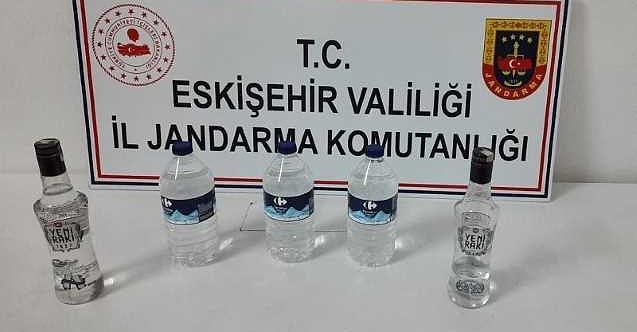 T.C.
ESKİŞEHİR VALİLİĞİ
İL JANDARMA KOMUTANLIĞI
JANDARMA
YENİ
RAKI
YENİ
RAKI